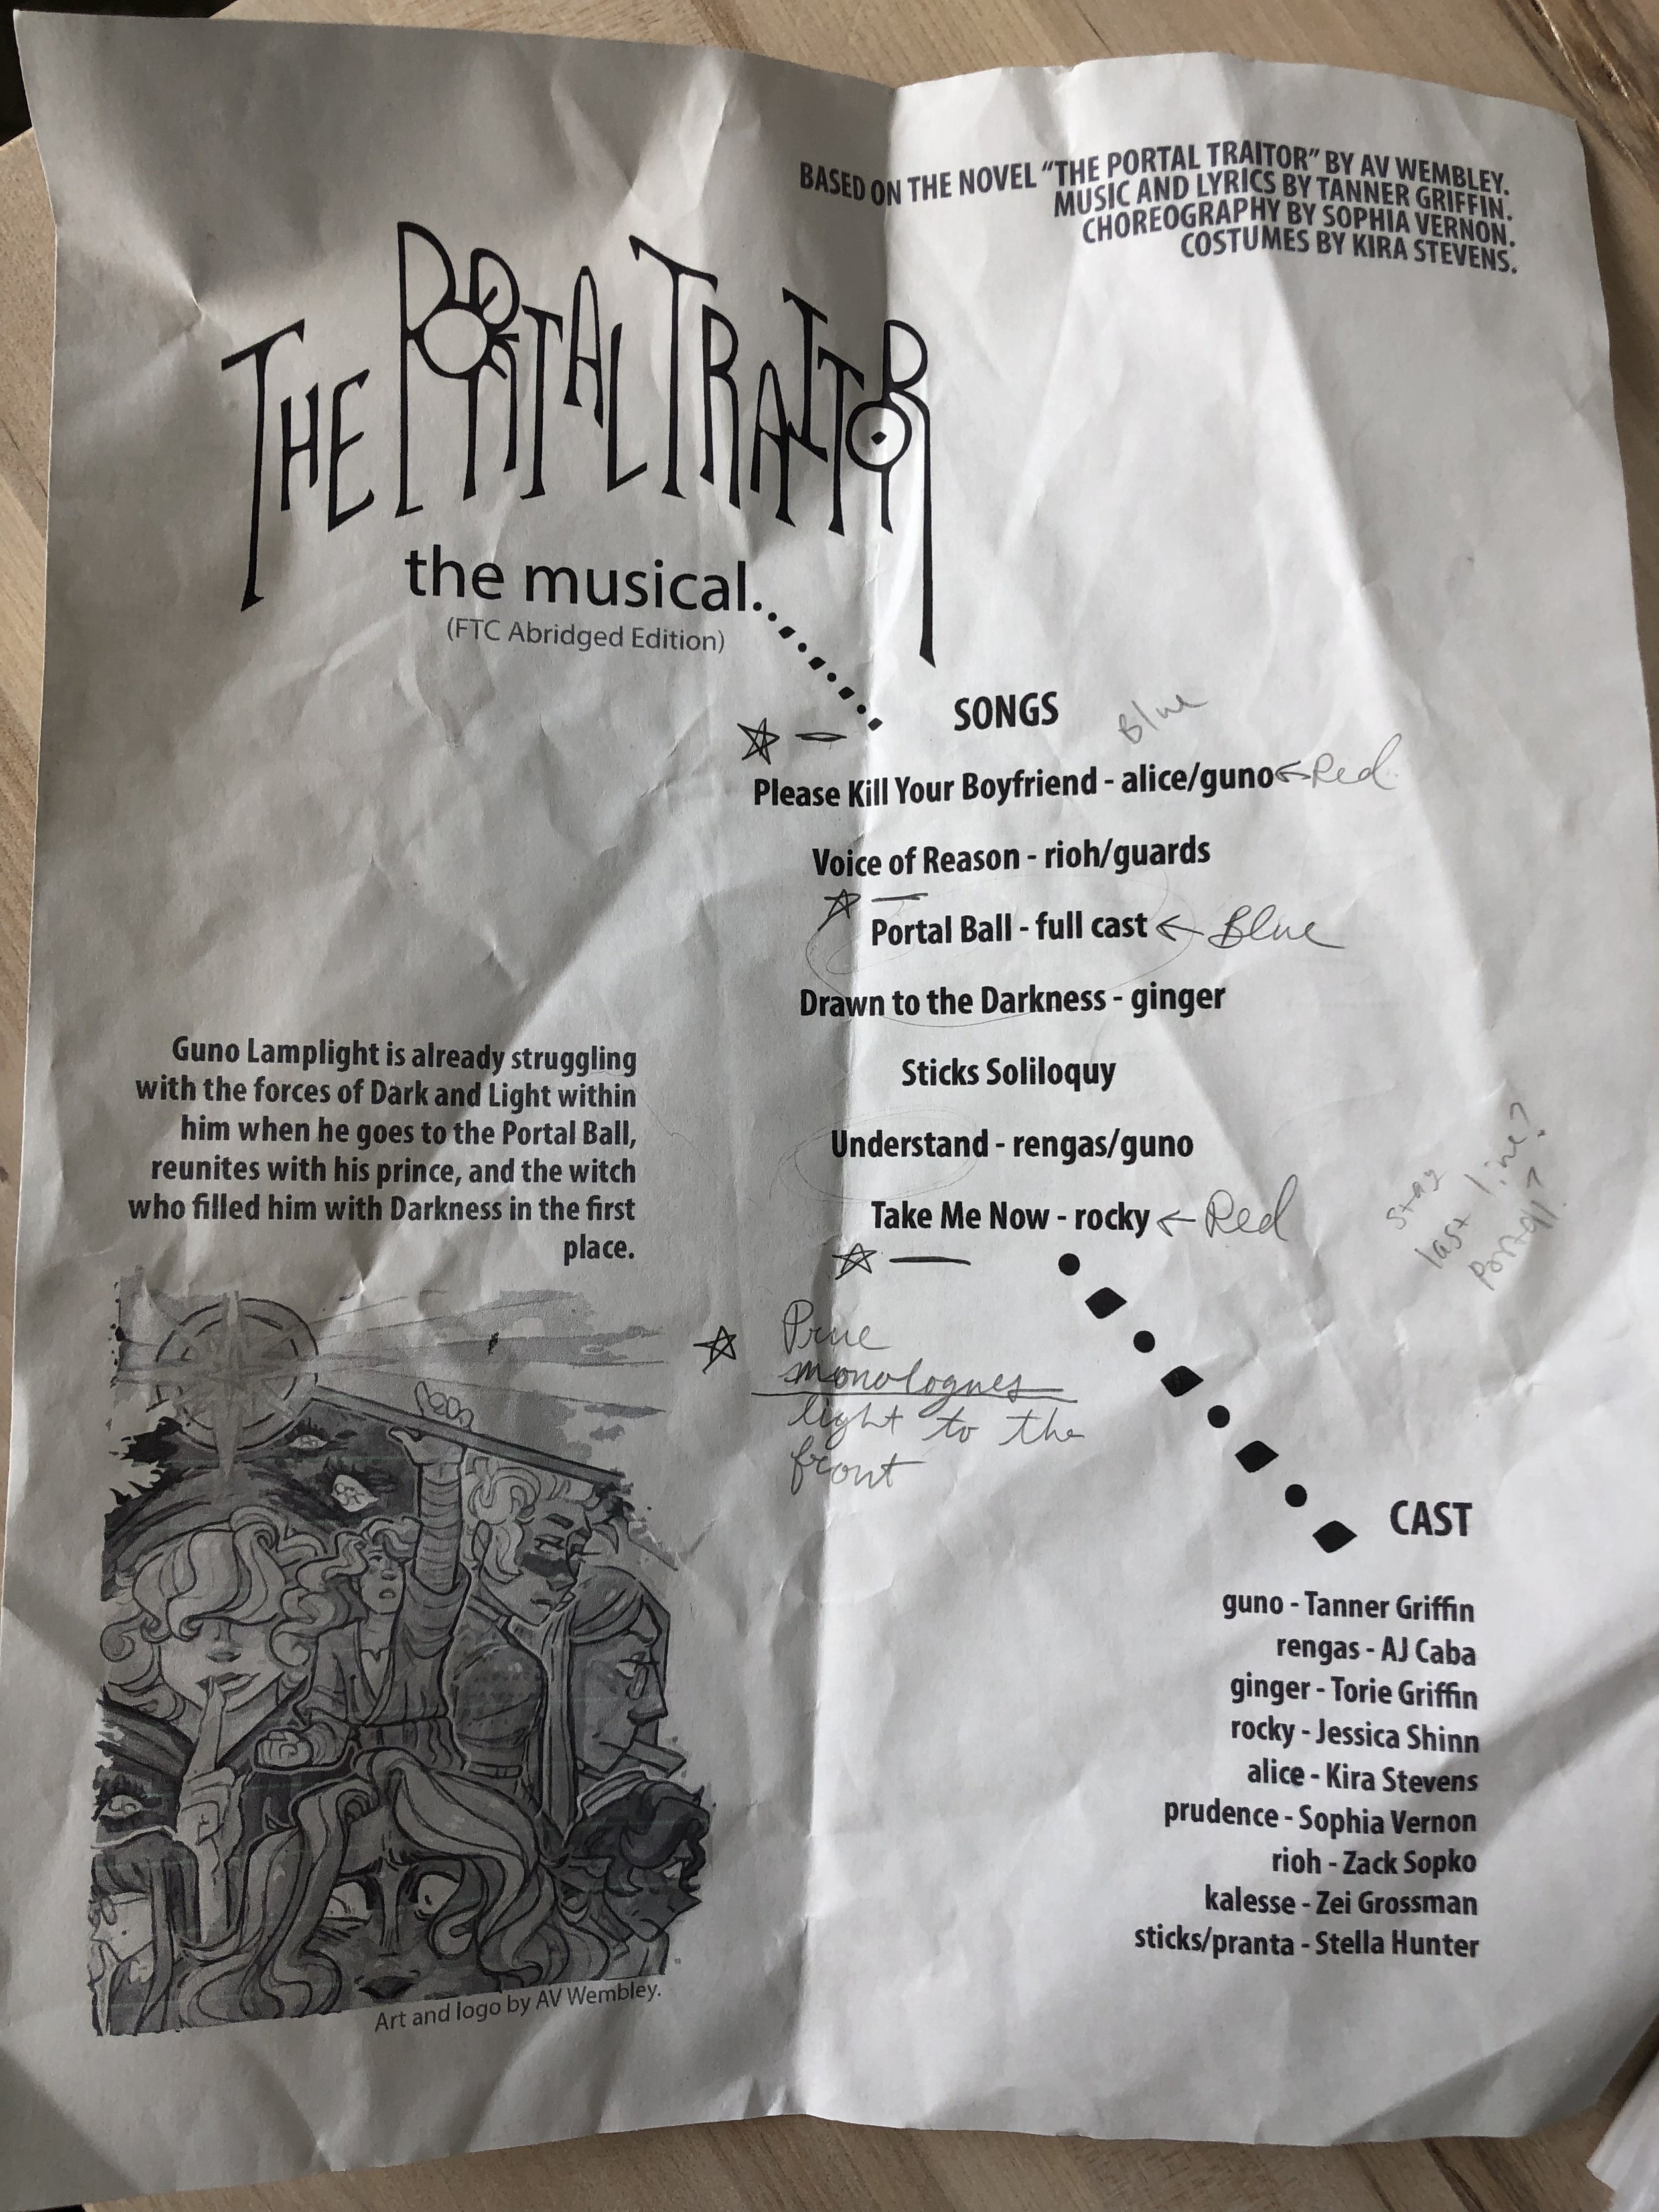 BASED ON THE NOVEL “THE PORTAL TRAITOR” BY AV WEMBLEY.
MUSIC AND LYRICS BY TANNER GRIFFIN.
CHOREOGRAPHY BY SOPHIA VERNON.
COSTUMES BY KIRA STEVENS.
THE PORTAL TRAITOR
the musical...
(FTC Abridged Edition)
SONGS
Blue
Please Kill Your Boyfriend - alice/guno ← Red
Voice of Reason - rioh/guards
Portal Ball - full cast ← Blue
Drawn to the Darkness - ginger
Sticks Soliloquy
Understand - rengas/guno
Take Me Now - rocky ← Red
stay
last line?
Portal?
Prue
monologues
light to the
front
Guno Lamplight is already struggling
with the forces of Dark and Light within
him when he goes to the Portal Ball,
reunites with his prince, and the witch
who filled him with Darkness in the first
place.
Art and logo by AV Wembley.
CAST
guno - Tanner Griffin
rengas - AJ Caba
ginger - Torie Griffin
rocky - Jessica Shinn
alice - Kira Stevens
prudence - Sophia Vernon
rioh - Zack Sopko
kalesse - Zei Grossman
sticks/pranta - Stella Hunter